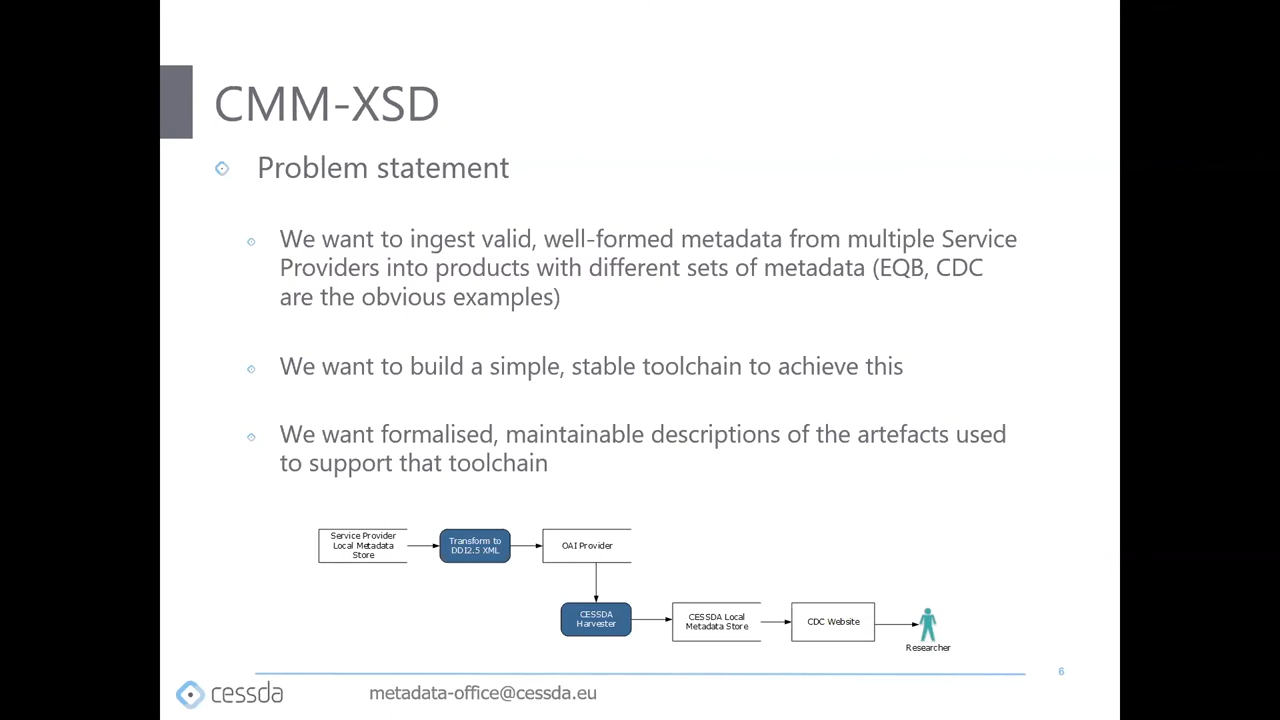 CMM-XSD
Problem statement
We want to ingest valid, well-formed metadata from multiple Service
Providers into products with different sets of metadata (EQB, CDC
are the obvious examples)
We want to build a simple, stable toolchain to achieve this
We want formalised, maintainable descriptions of the artefacts used
to support that toolchain
Service Provider
Local Metadata
Store
Transform to
DDI2.5 XML
OAI Provider
CESSDA
Harvester
CESSDA Local
Metadata Store
CDC Website
Researcher
6
cessda
metadata-office@cessda.eu